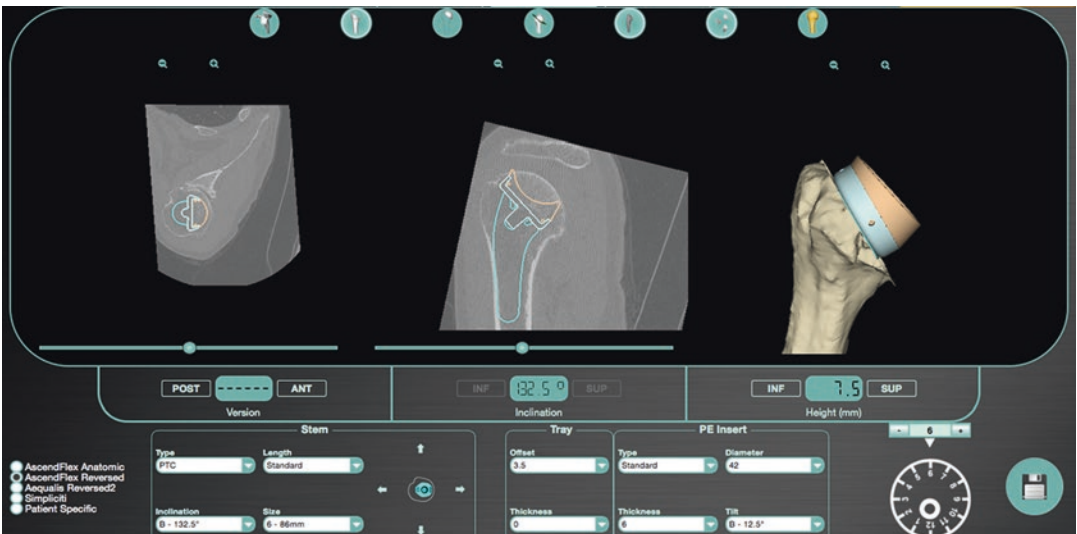 POST ------ ANT
Version
INF 132.5° SUP
Inclination
INF 7.5 SUP
Height (mm)
AscendFlex Anatomic
AscendFlex Reversed
Aequalis Reversed2
Simpliciti
Patient Specific
Stem
Type
PTC
Length
Standard
Inclination
B - 132.5°
Size
6 - 86mm
Tray
Offset
3.5
Thickness
0
PE Insert
Type
Standard
Diameter
42
Thickness
6
Tilt
B - 12.5°
- 6 +